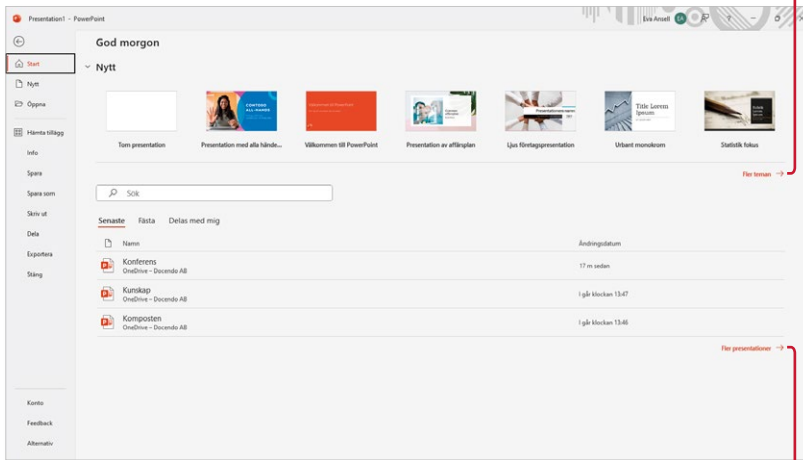 Presentation1 - PowerPoint
Eva Ansell
EA
God morgon
Start
Nytt
Nytt
Öppna
CONTOSO
ALL-HANDS
Title Lorem
Ipsum
Hämta tillägg
Tom presentation
Presentation med alla hände...
Välkommen till PowerPoint
Presentation av affärsplan
Ljus företagspresentation
Urbant monokrom
Statistik fokus
Info
Spara
Fler teman
Spara som
Sök
Skriv ut
Senaste
Fästa
Delas med mig
Dela
Namn
Ändringsdatum
Exportera
Konferens
OneDrive – Docendo AB
17 m sedan
Stäng
Kunskap
OneDrive – Docendo AB
I går klockan 13:47
Komposten
OneDrive – Docendo AB
I går klockan 13:46
Fler presentationer
Konto
Feedback
Alternativ